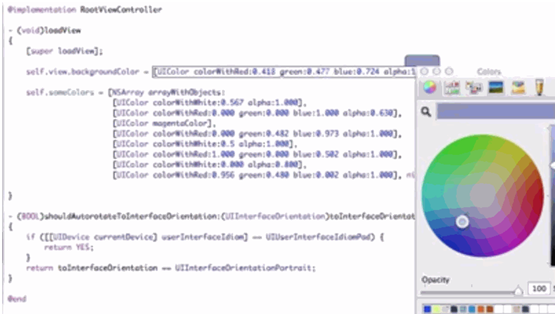 @implementation RootViewController
- (void)loadView
{
[super loadView];
self.view.backgroundColor = [UIColor colorWithRed:0.413 green:0.477 blue:0.724 alpha:1
Colors
self.someColors = [NSArray arrayWithObjects:
[UIColor colorWithWhite:0.567 alpha:1.000],
[UIColor colorWithRed:0.000 green:0.000 blue:1.000 alpha:0.630],
[UIColor magentaColor],
[UIColor colorWithRed:0.000 green:0.482 blue:0.973 alpha:1.000],
[UIColor colorWithWhite:0.5 alpha:1.000],
[UIColor colorWithRed:1.000 green:0.000 blue:0.502 alpha:1.000],
[UIColor colorWithWhite:0.000 alpha:0.800],
[UIColor colorWithRed:0.956 green:0.480 blue:0.002 alpha:1.000], ni
}
- (BOOL)shouldAutorotateToInterfaceOrientation:(UIInterfaceOrientation)toInterfaceOrienta
{
if ([[UIDevice currentDevice] userInterfaceIdiom] == UIUserInterfaceIdiomPad) {
return YES;
}
return toInterfaceOrientation == UIInterfaceOrientationPortrait;
}
@end
Opacity
100